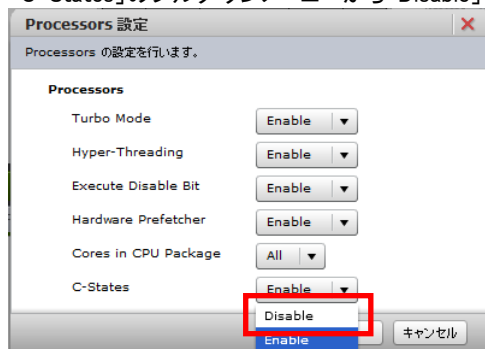 Processors 設定
Processors の設定を行います。
Processors
Turbo Mode Enable
Hyper-Threading Enable
Execute Disable Bit Enable
Hardware Prefetcher Enable
Cores in CPU Package All
C-States Enable
Disable
Enable
キャンセル